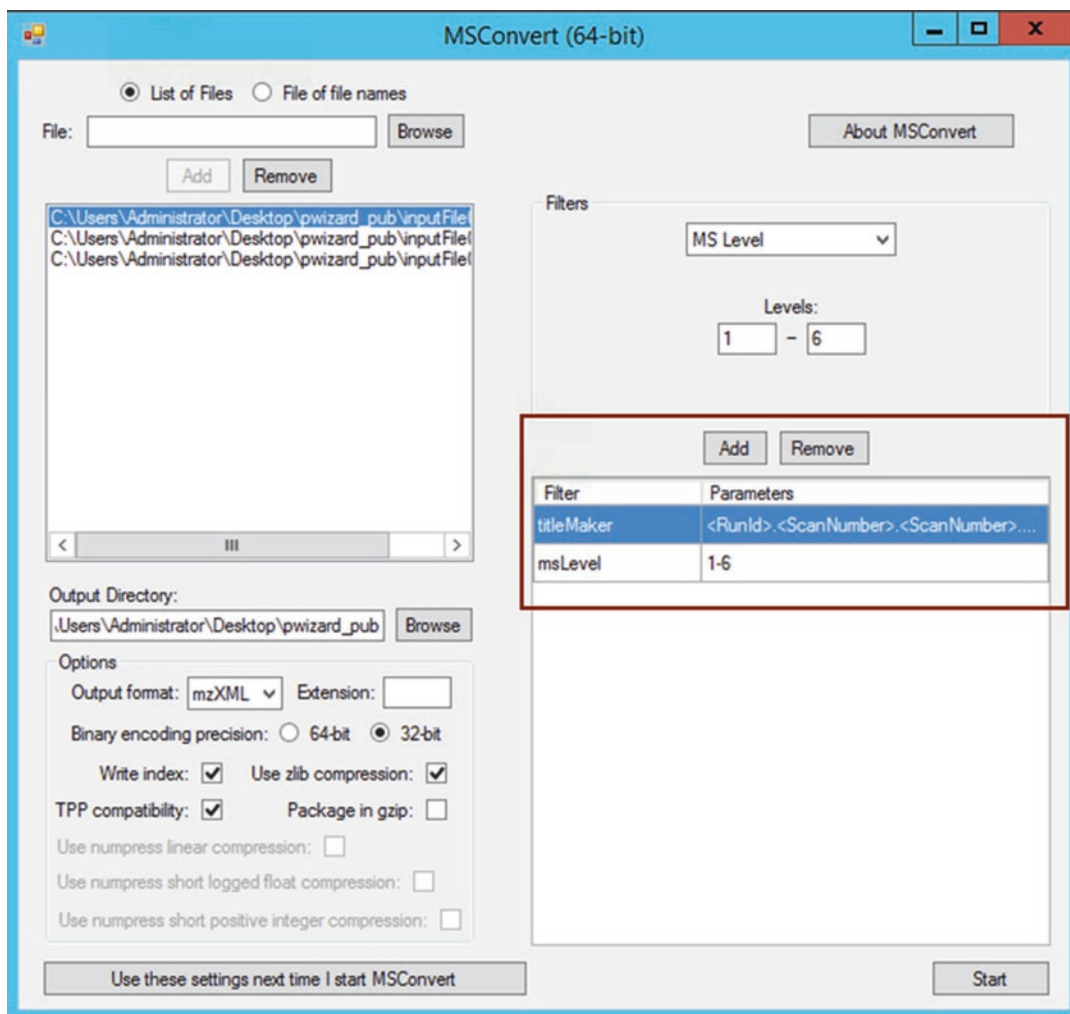 MSConvert (64-bit)
List of Files File of file names
File: Browse
About MSConvert
Add Remove
C:\Users\Administrator\Desktop\pwizard_pub\inputFile
C:\Users\Administrator\Desktop\pwizard_pub\inputFile
C:\Users\Administrator\Desktop\pwizard_pub\inputFile
Filters
MS Level
Levels:
1 – 6
Add Remove
Filter Parameters
titleMaker <RunId>.<ScanNumber>.<ScanNumber>....
msLevel 1-6
Output Directory:
\Users\Administrator\Desktop\pwizard_pub Browse
Options
Output format: mzXML Extension:
Binary encoding precision: 64-bit 32-bit
Write index: Use zlib compression:
TPP compatibility: Package in gzip:
Use numpress linear compression:
Use numpress short logged float compression:
Use numpress short positive integer compression:
Use these settings next time I start MSConvert
Start